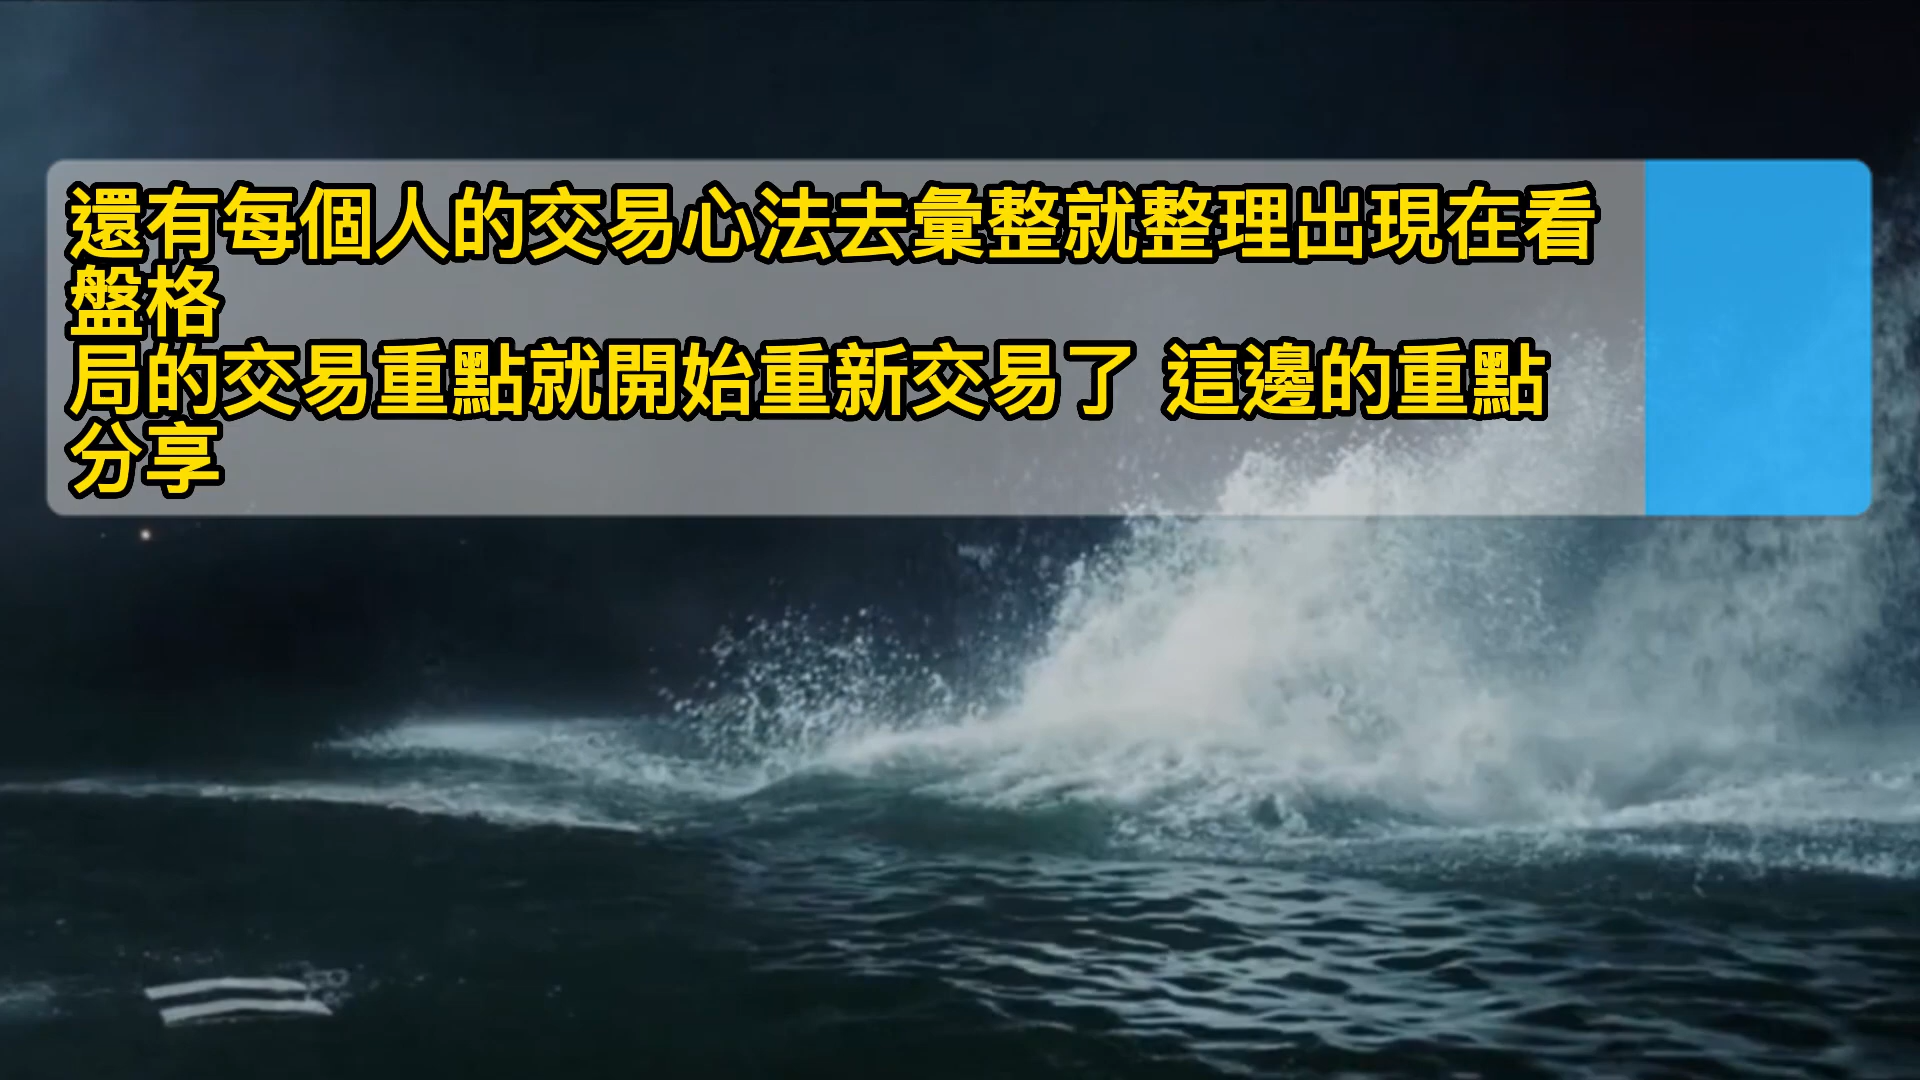 還有每個人的交易心法去彙整就整理出現在看
盤格
局的交易重點就開始重新交易了 這邊的重點
分享